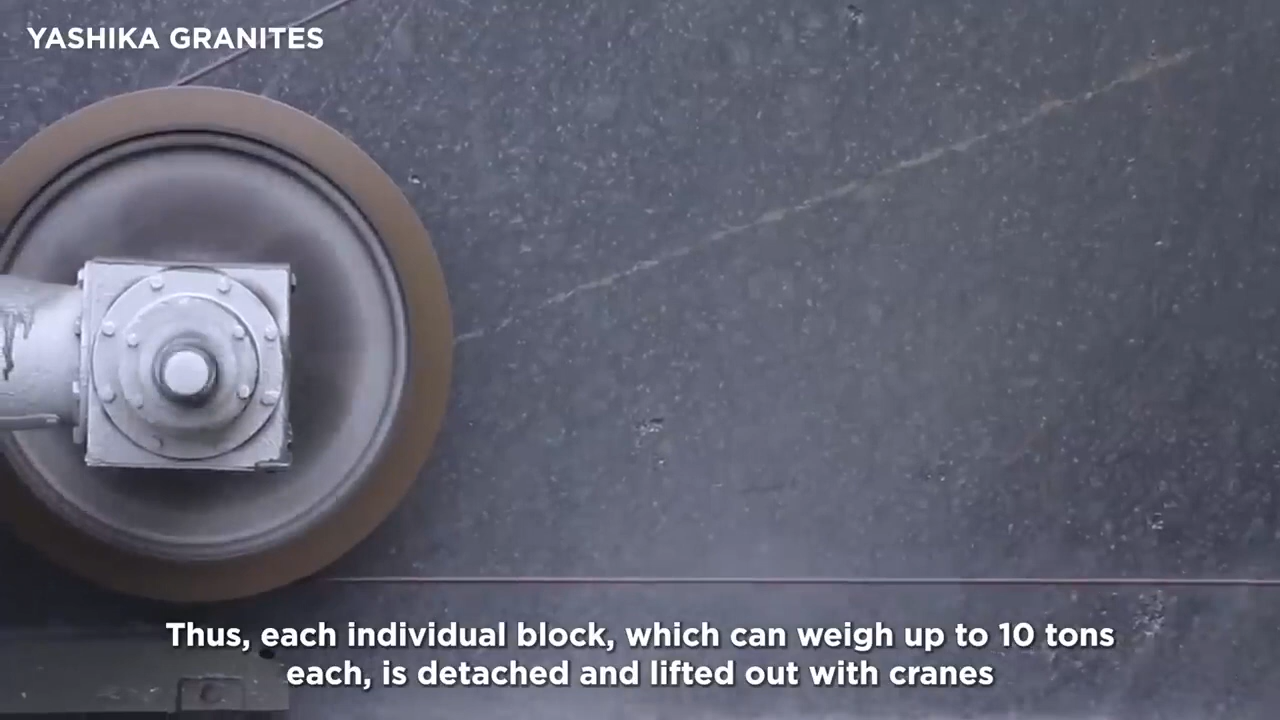 YASHIKA GRANITES
Thus, each individual block, which can weigh up to 10 tons
each, is detached and lifted out with cranes